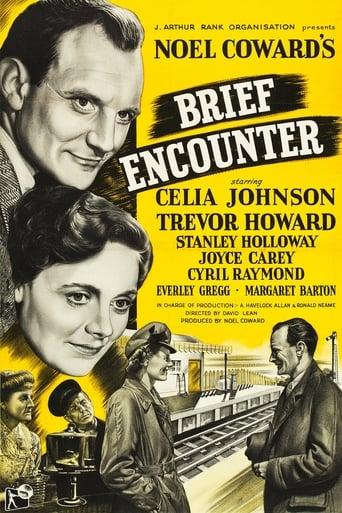 J. ARTHUR RANK ORGANISATION presents
NOEL COWARD'S
BRIEF
ENCOUNTER
starring
CELIA JOHNSON
TREVOR HOWARD
STANLEY HOLLOWAY
JOYCE CAREY
CYRIL RAYMOND
EVERLEY GREGG - MARGARET BARTON
IN CHARGE OF PRODUCTION :- A. HAVELOCK ALLAN & RONALD NEAME
DIRECTED BY DAVID LEAN
PRODUCED BY NOEL COWARD